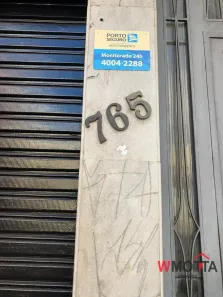 PORTO
SEGURO
Monitorado 24h
4004-2288
765
WMOTTA